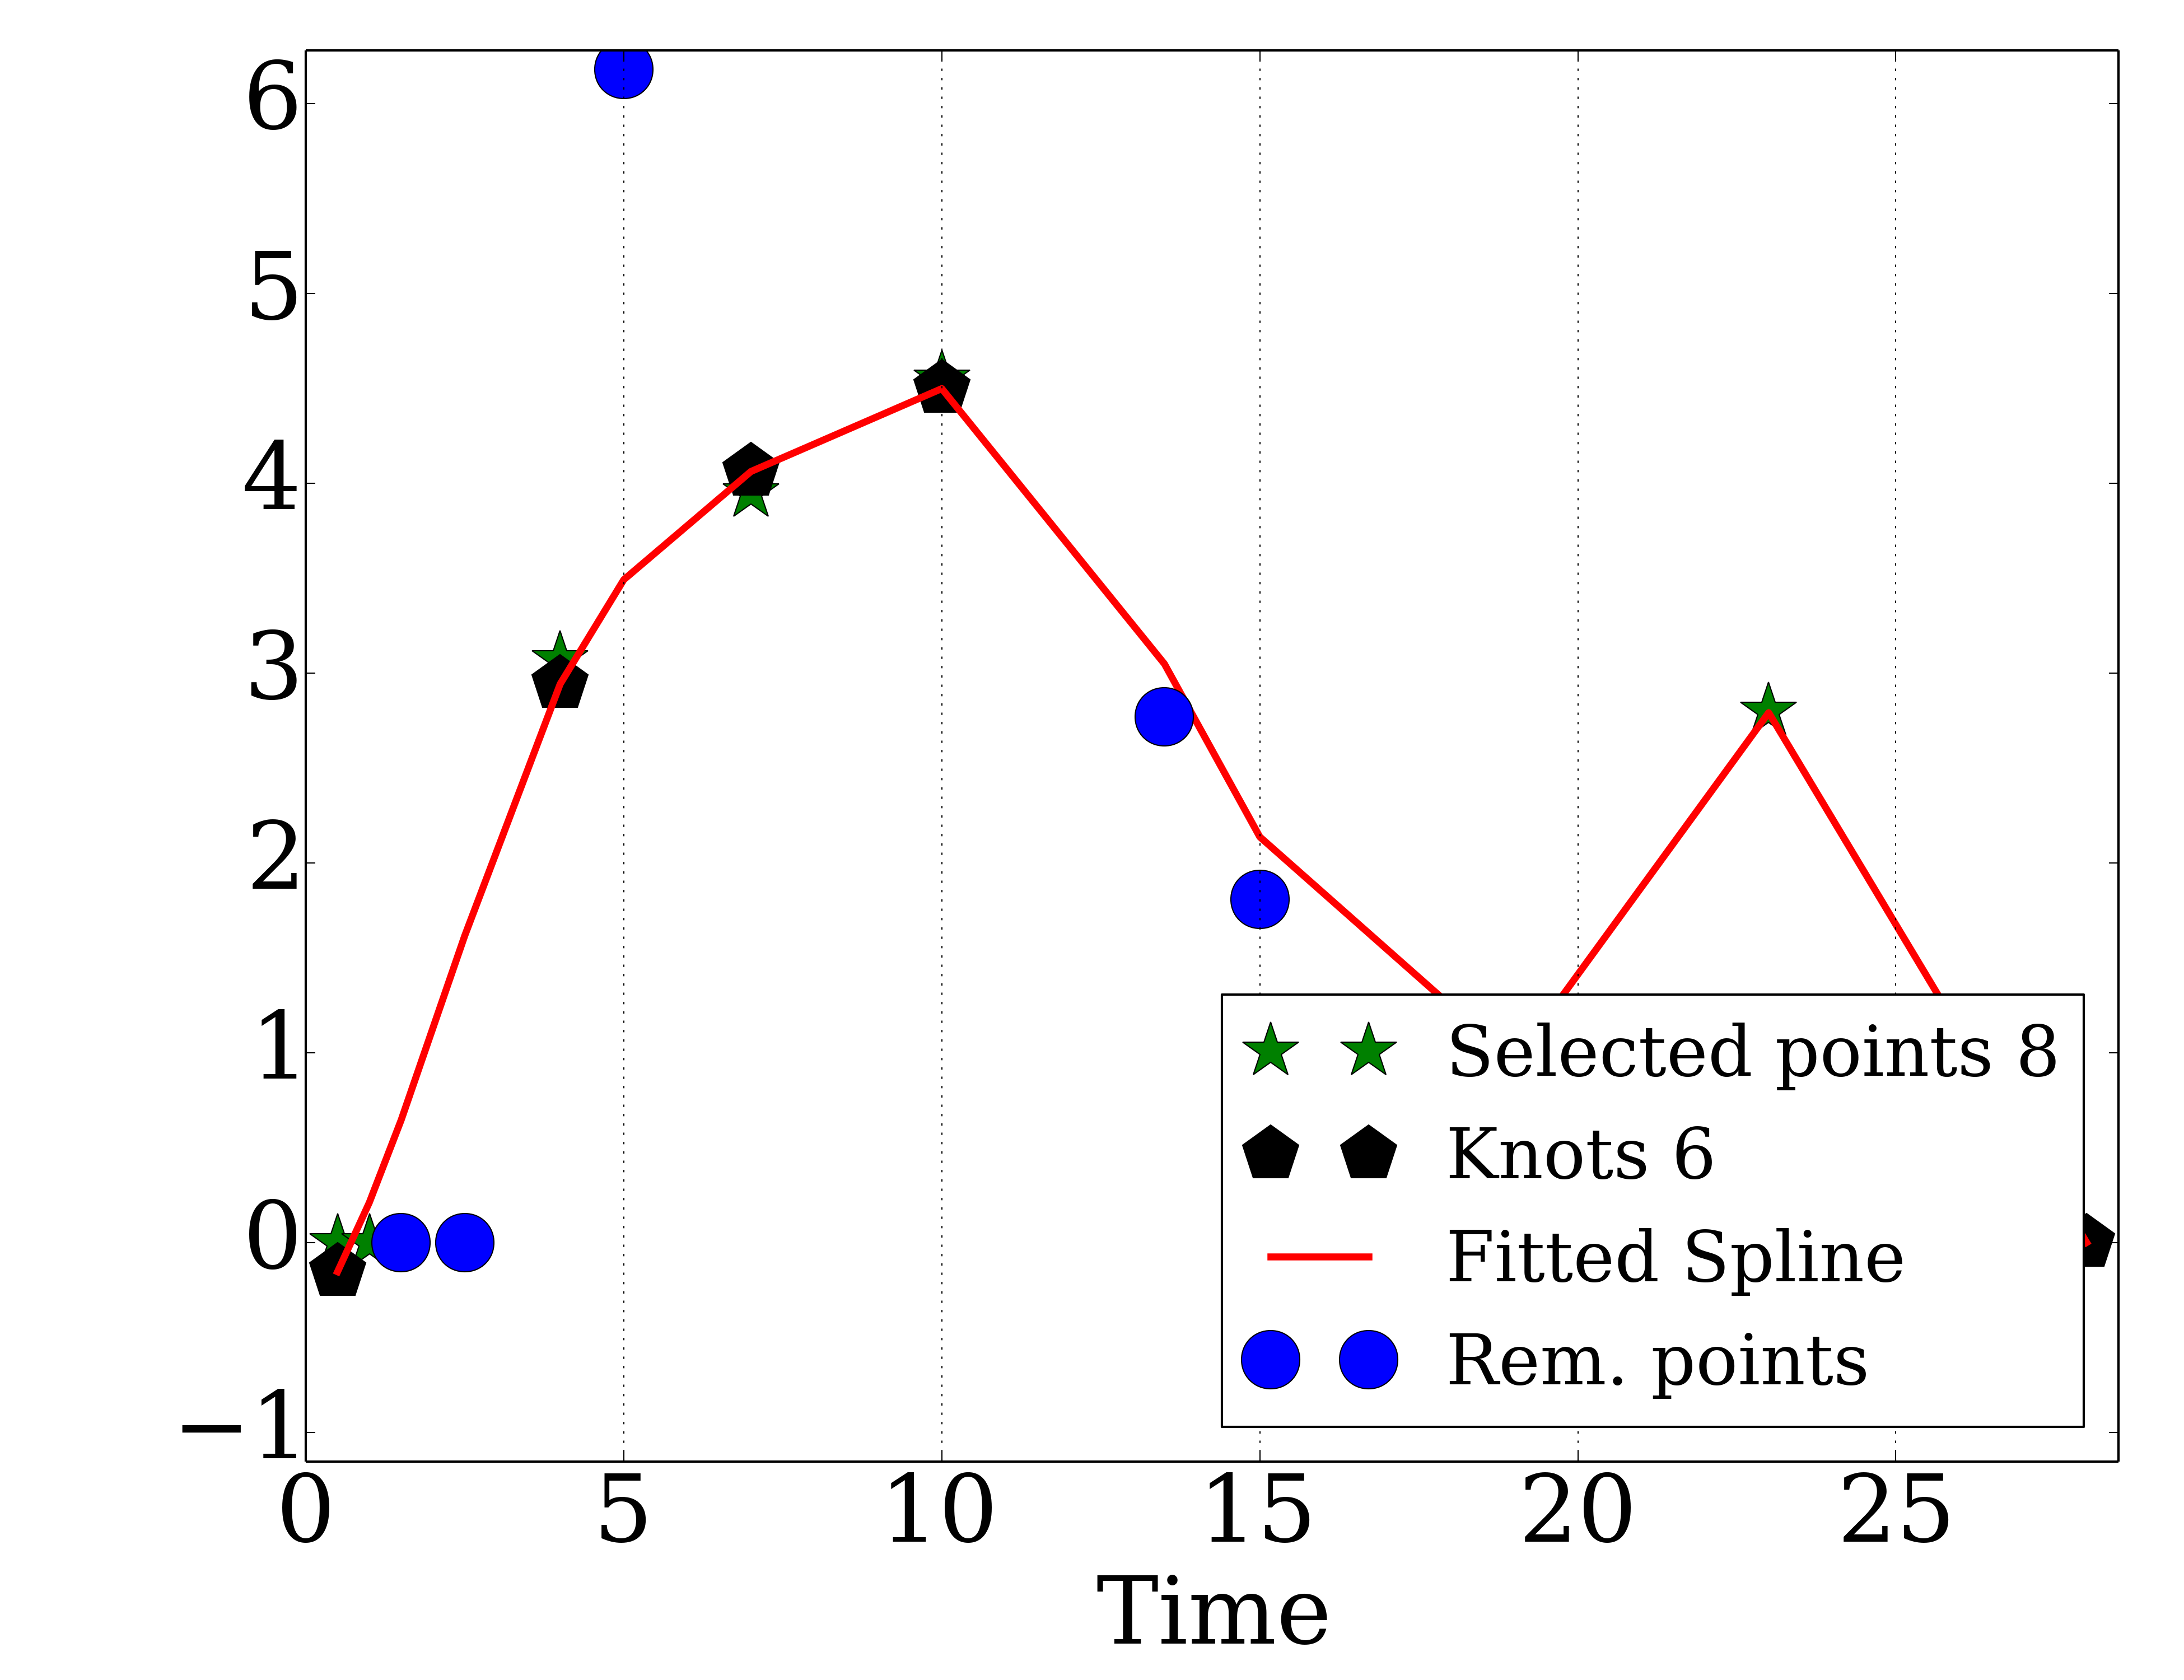 6
5
4
3
2
1
0
−1
Selected points 8
Knots 6
Fitted Spline
Rem. points
0 5 10 15 20 25
Time